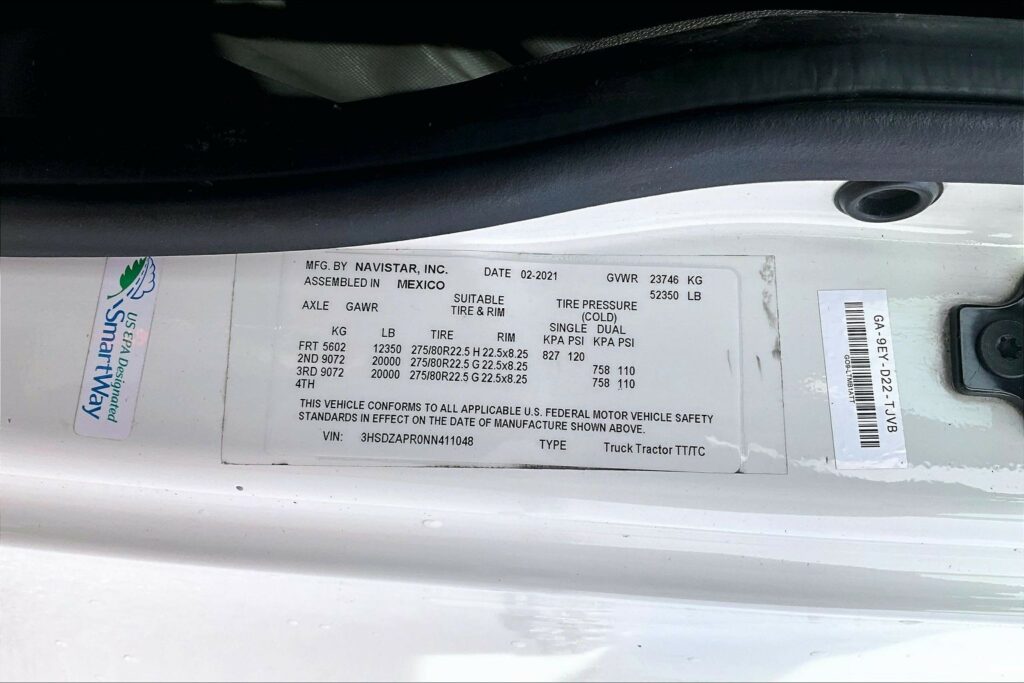 US EPA Designated
SmartWay
MFG. BY NAVISTAR, INC. DATE 02-2021 GVWR 23746 KG
ASSEMBLED IN MEXICO 52350 LB
AXLE GAWR SUITABLE TIRE & RIM TIRE PRESSURE (COLD)
SINGLE DUAL
KG LB TIRE RIM KPA PSI KPA PSI
FRT 5602 12350 275/80R22.5 H 22.5x8.25 827 120
2ND 9072 20000 275/80R22.5 G 22.5x8.25 758 110
3RD 9072 20000 275/80R22.5 G 22.5x8.25 758 110
4TH
THIS VEHICLE CONFORMS TO ALL APPLICABLE U.S. FEDERAL MOTOR VEHICLE SAFETY
STANDARDS IN EFFECT ON THE DATE OF MANUFACTURE SHOWN ABOVE.
VIN: 3HSDZAPR0NN411048 TYPE Truck Tractor TT/TC
GA-9EY-D22-TJVB